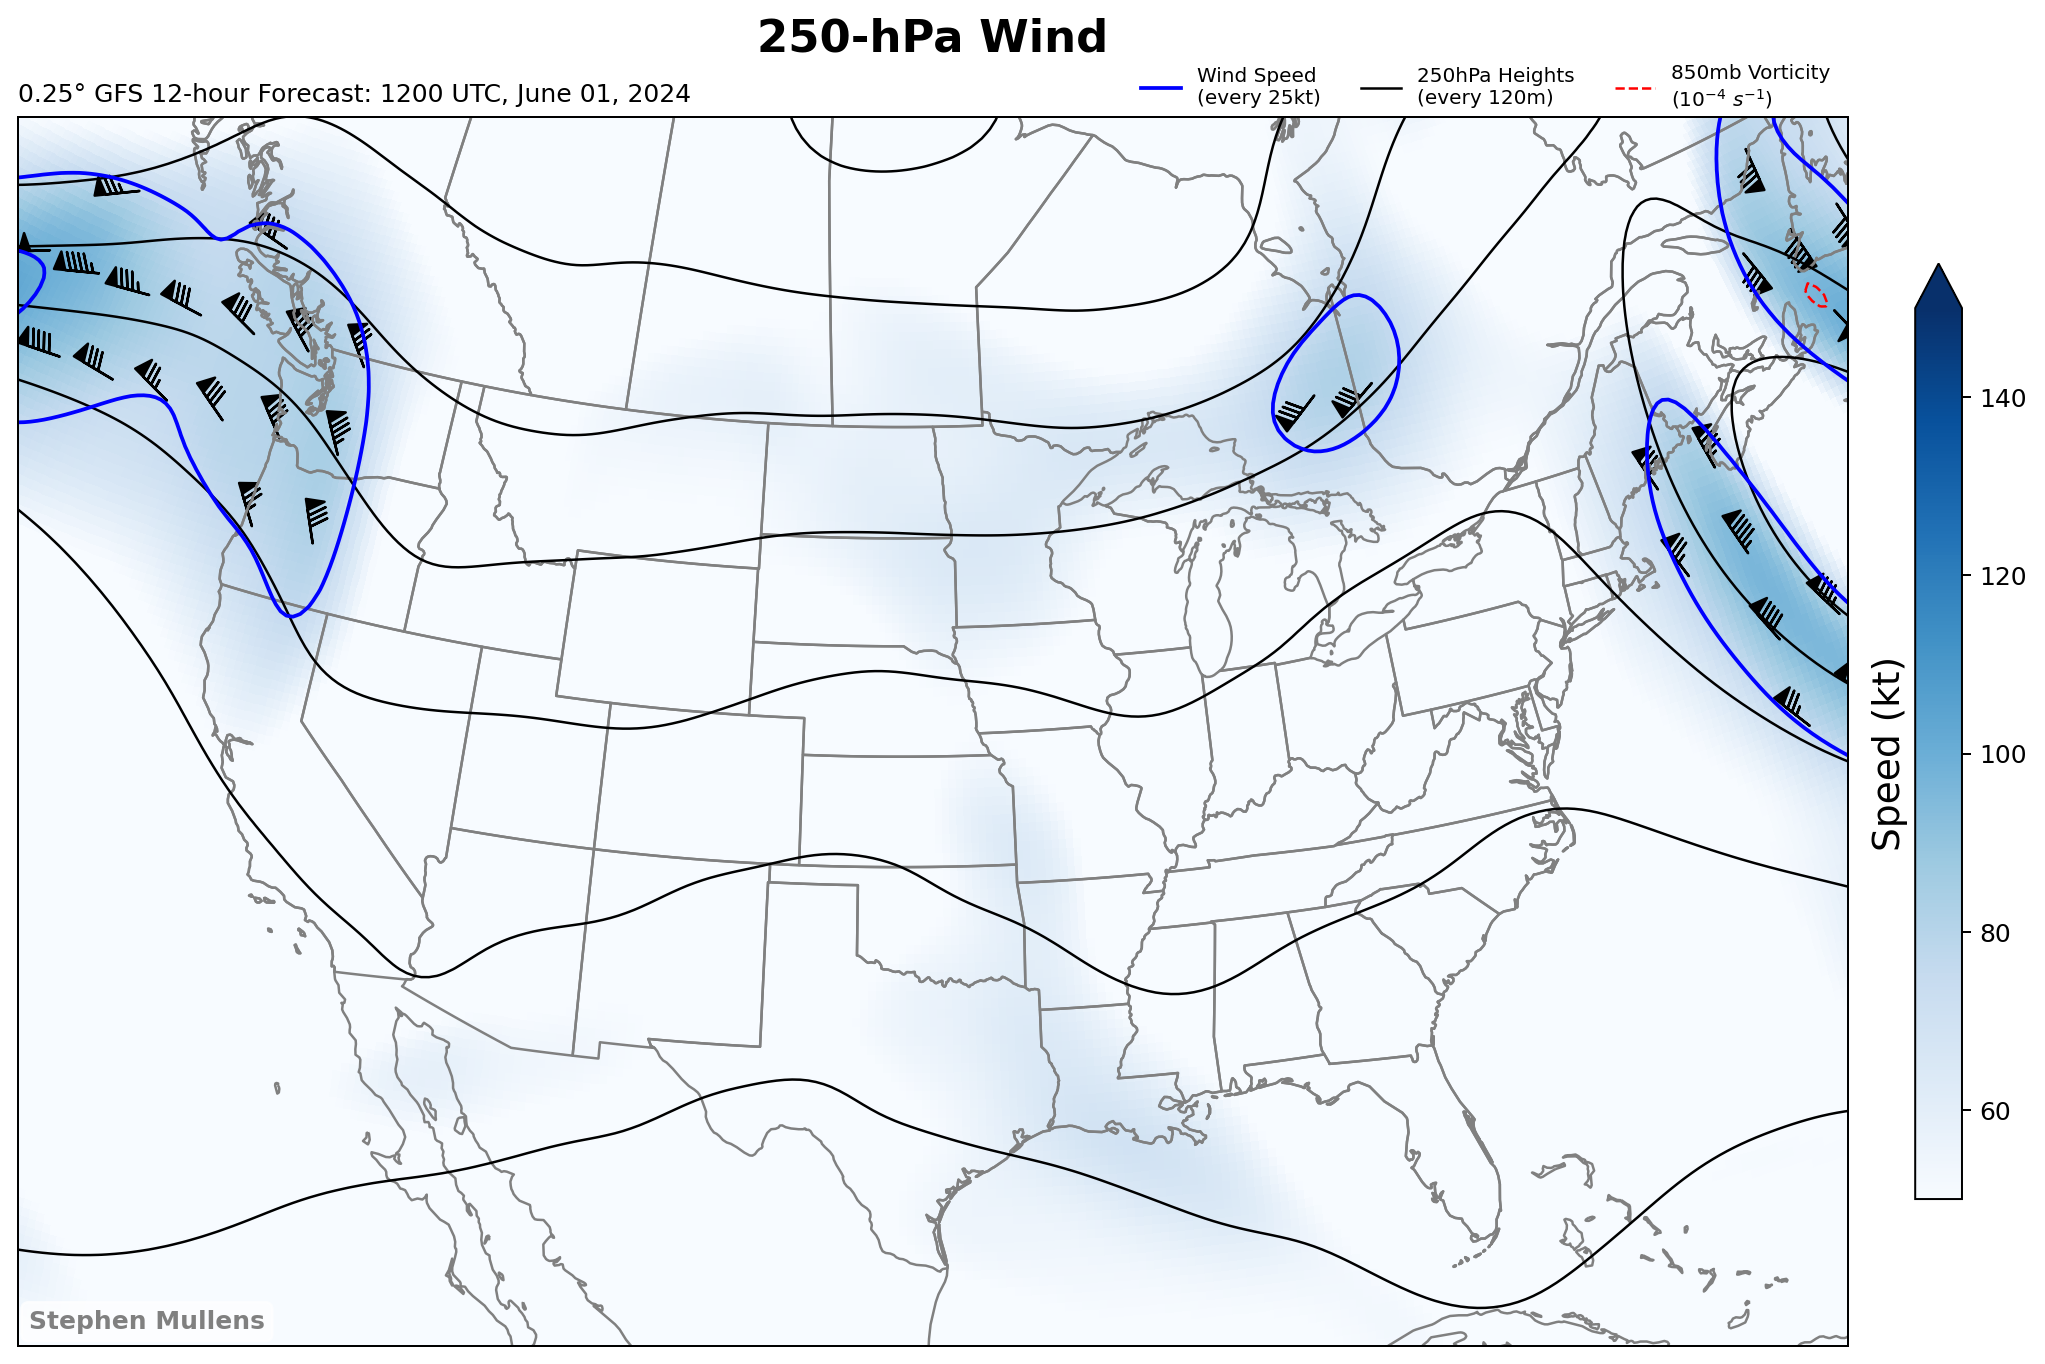 250-hPa Wind
0.25° GFS 12-hour Forecast: 1200 UTC, June 01, 2024
Wind Speed
(every 25kt)
250hPa Heights
(every 120m)
850mb Vorticity
(10⁻⁴ s⁻¹)
140
120
100
80
60
Speed (kt)
Stephen Mullens